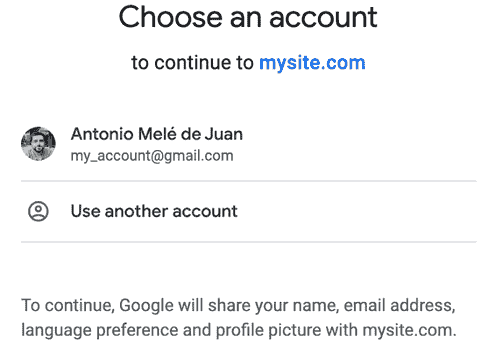 Choose an account
to continue to mysite.com
Antonio Melé de Juan
my_account@gmail.com
Use another account
To continue, Google will share your name, email address,
language preference and profile picture with mysite.com.